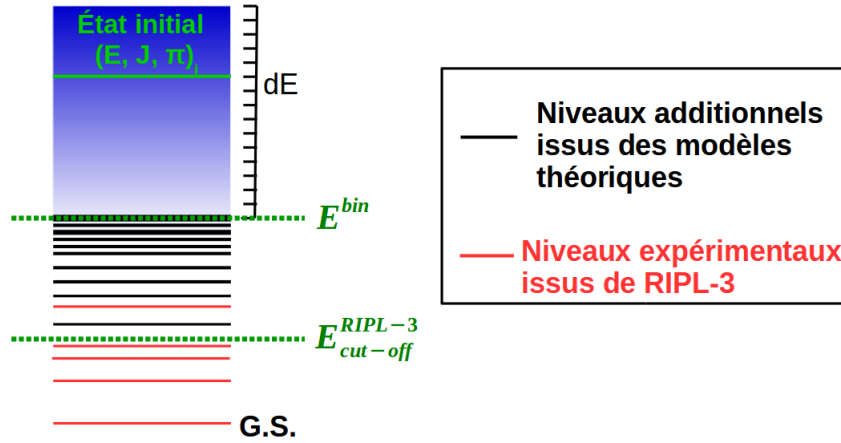 État initial
(E, J, π)i
dE
E^bin
E^RIPL-3_cut-off
G.S.
Niveaux additionnels
issus des modèles
théoriques
Niveaux expérimentaux
issus de RIPL-3